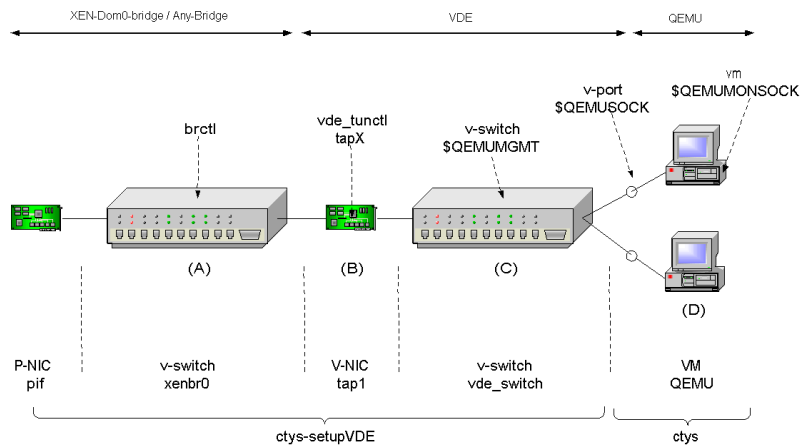 XEN-Dom0-bridge / Any-Bridge
VDE
QEMU
brctl
vde_tunctl
tapX
v-switch
$QEMUMGMT
v-port
$QEMUSOCK
vm
$QEMUMONSOCK
(A)
(B)
(C)
(D)
P-NIC
pif
v-switch
xenbr0
V-NIC
tap1
v-switch
vde_switch
VM
QEMU
ctys-setupVDE
ctys